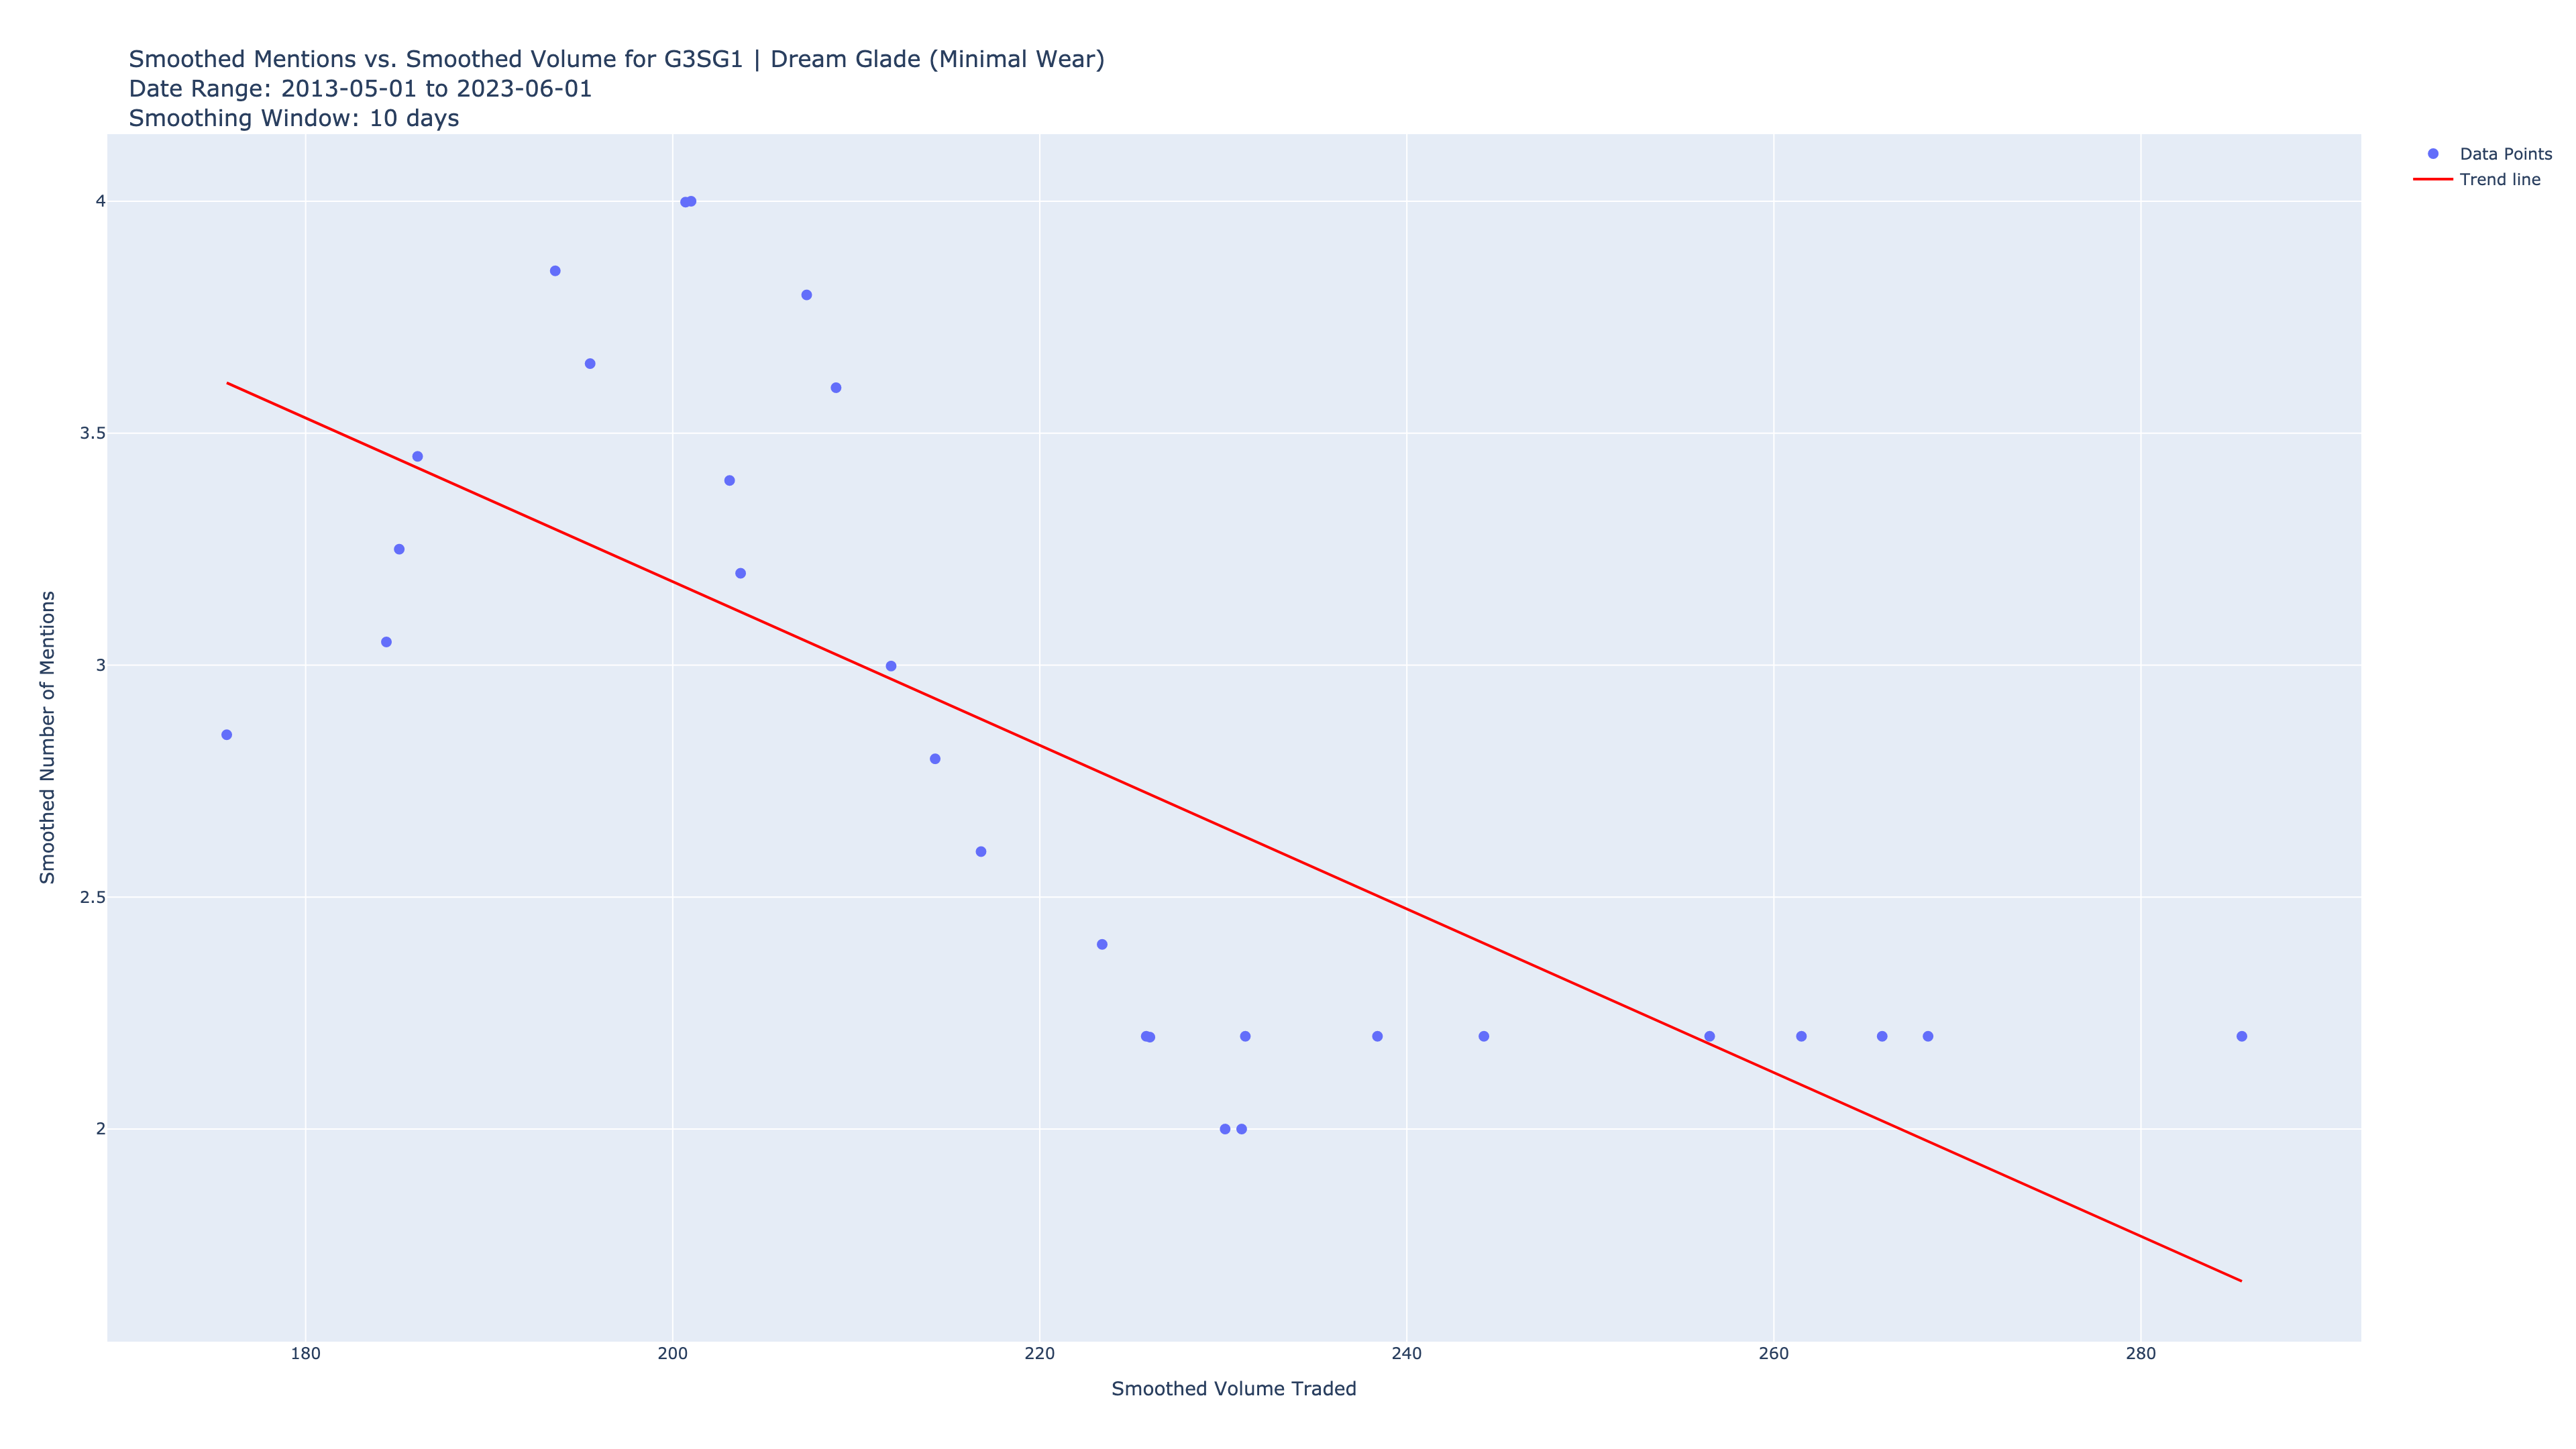 Smoothed Mentions vs. Smoothed Volume for G3SG1 | Dream Glade (Minimal Wear)
Date Range: 2013-05-01 to 2023-06-01
Smoothing Window: 10 days
Data Points
Trend line
4
3.5
3
2.5
2
Smoothed Number of Mentions
180
200
220
240
260
280
Smoothed Volume Traded